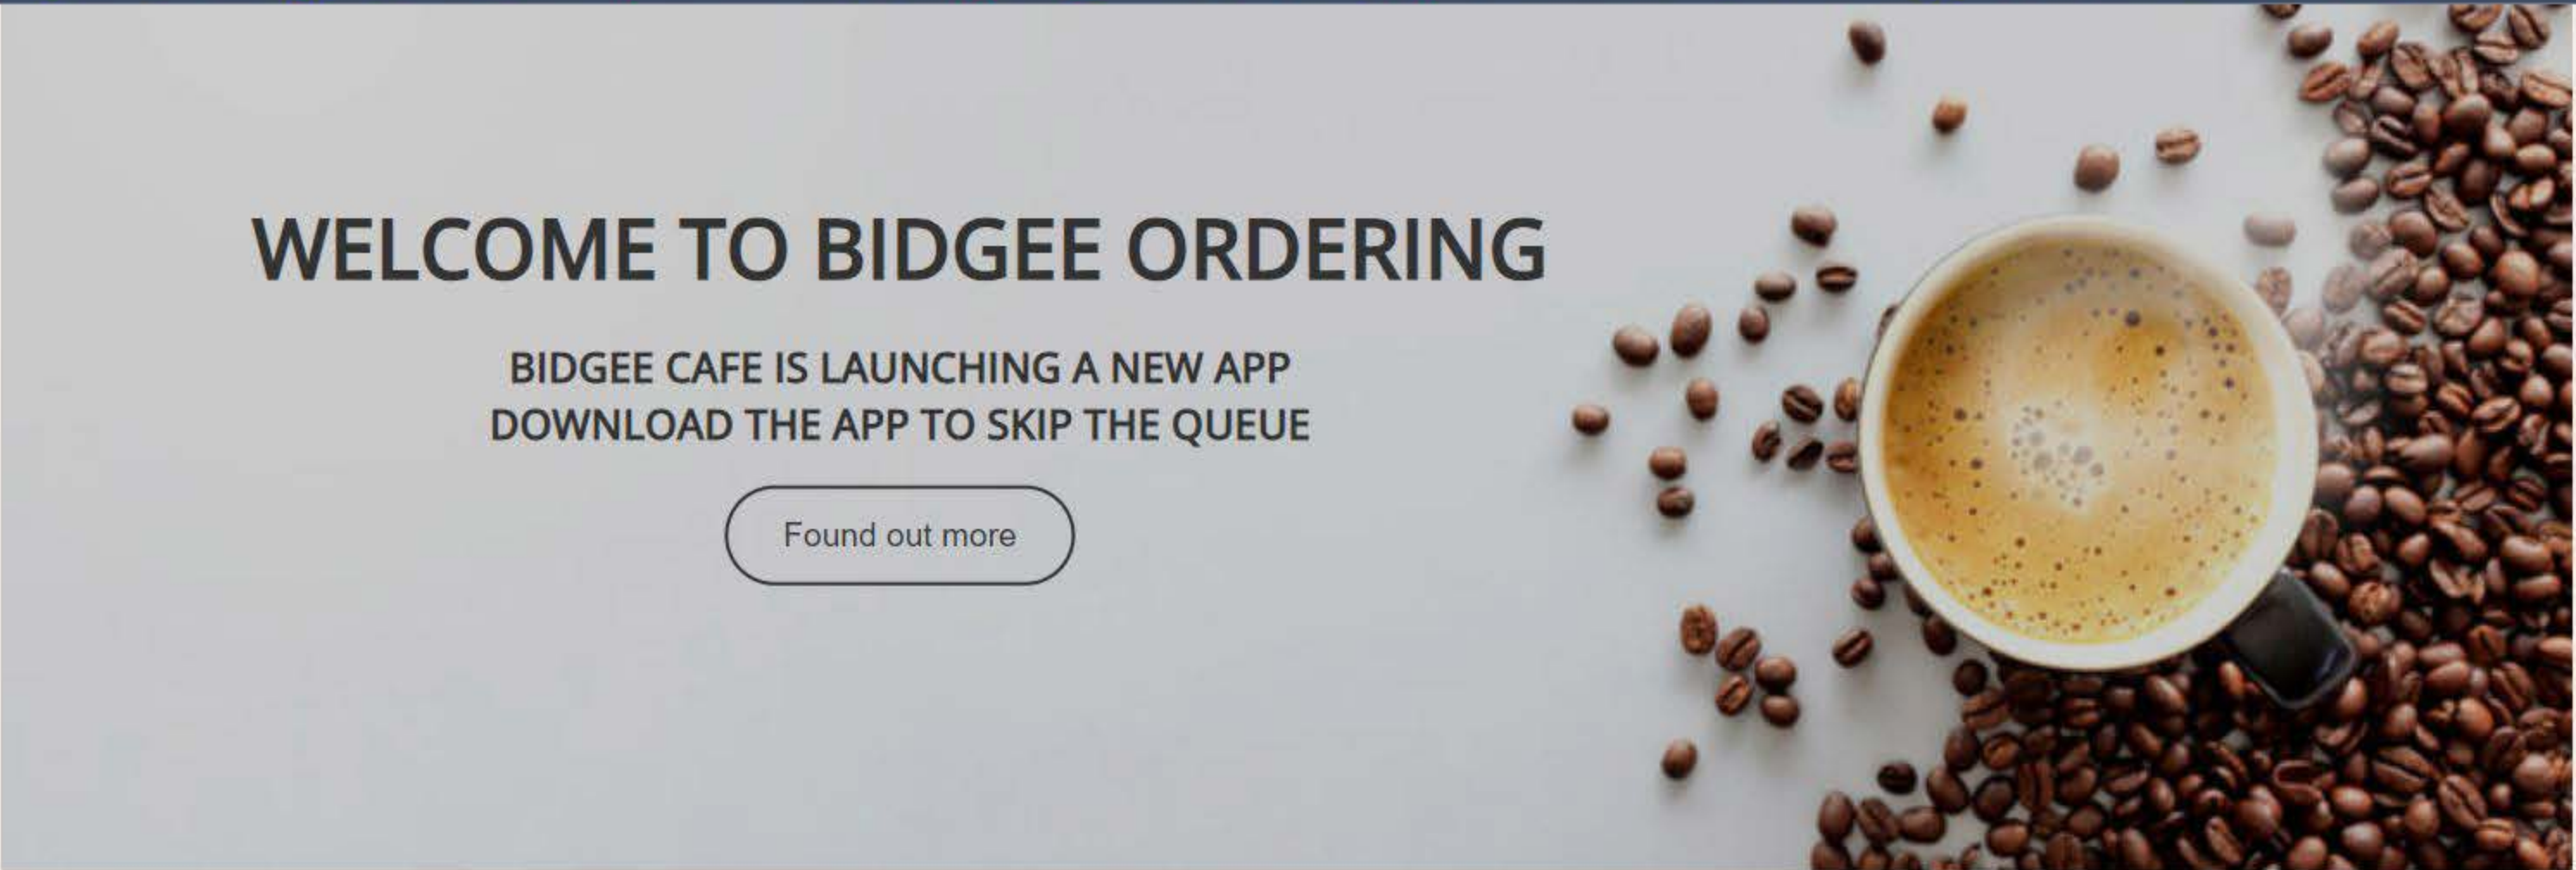 WELCOME TO BIDGEE ORDERING
BIDGEE CAFE IS LAUNCHING A NEW APP
DOWNLOAD THE APP TO SKIP THE QUEUE
Found out more